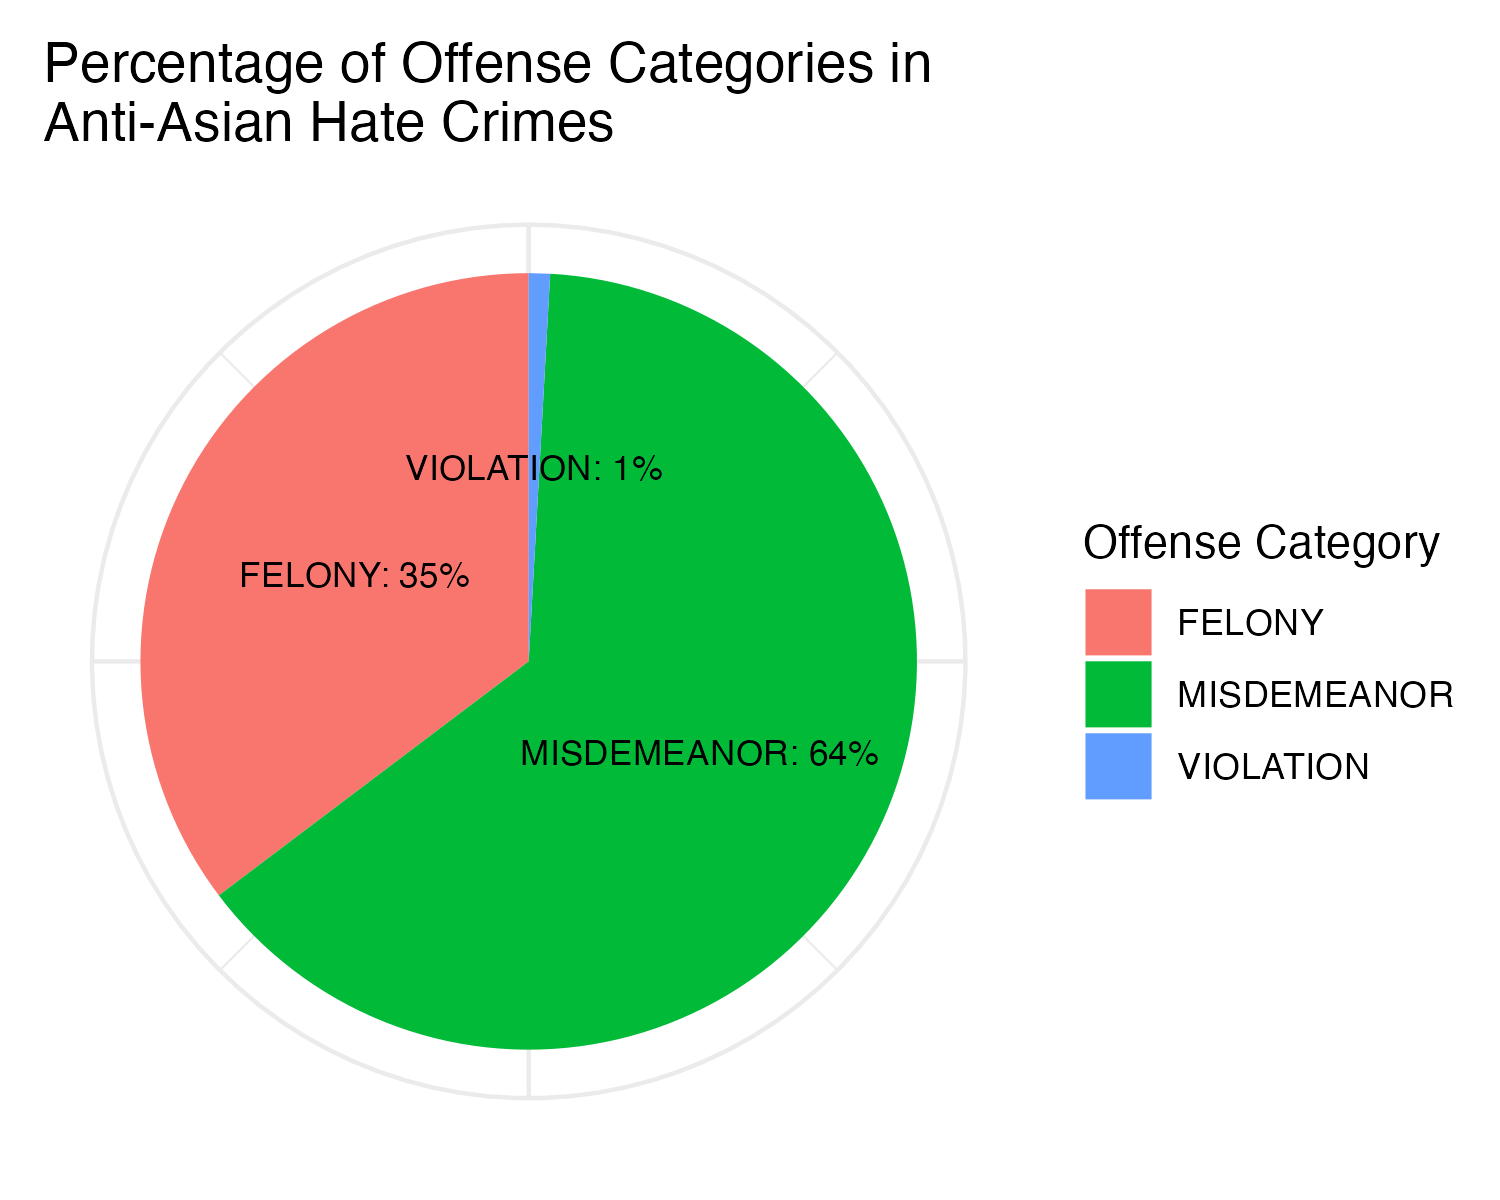 Percentage of Offense Categories in
Anti-Asian Hate Crimes
VIOLATION: 1%
FELONY: 35%
MISDEMEANOR: 64%
Offense Category
FELONY
MISDEMEANOR
VIOLATION